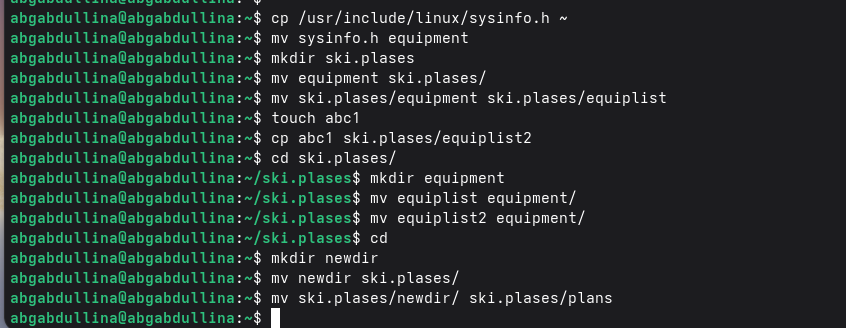 abgabdullina@abgabdullina:~$ cp /usr/include/linux/sysinfo.h ~
abgabdullina@abgabdullina:~$ mv sysinfo.h equipment
abgabdullina@abgabdullina:~$ mkdir ski.plases
abgabdullina@abgabdullina:~$ mv equipment ski.plases/
abgabdullina@abgabdullina:~$ mv ski.plases/equipment ski.plases/equiplist
abgabdullina@abgabdullina:~$ touch abc1
abgabdullina@abgabdullina:~$ cp abc1 ski.plases/equiplist2
abgabdullina@abgabdullina:~$ cd ski.plases/
abgabdullina@abgabdullina:~/ski.plases$ mkdir equipment
abgabdullina@abgabdullina:~/ski.plases$ mv equiplist equipment/
abgabdullina@abgabdullina:~/ski.plases$ mv equiplist2 equipment/
abgabdullina@abgabdullina:~/ski.plases$ cd
abgabdullina@abgabdullina:~$ mkdir newdir
abgabdullina@abgabdullina:~$ mv newdir ski.plases/
abgabdullina@abgabdullina:~$ mv ski.plases/newdir/ ski.plases/plans
abgabdullina@abgabdullina:~$